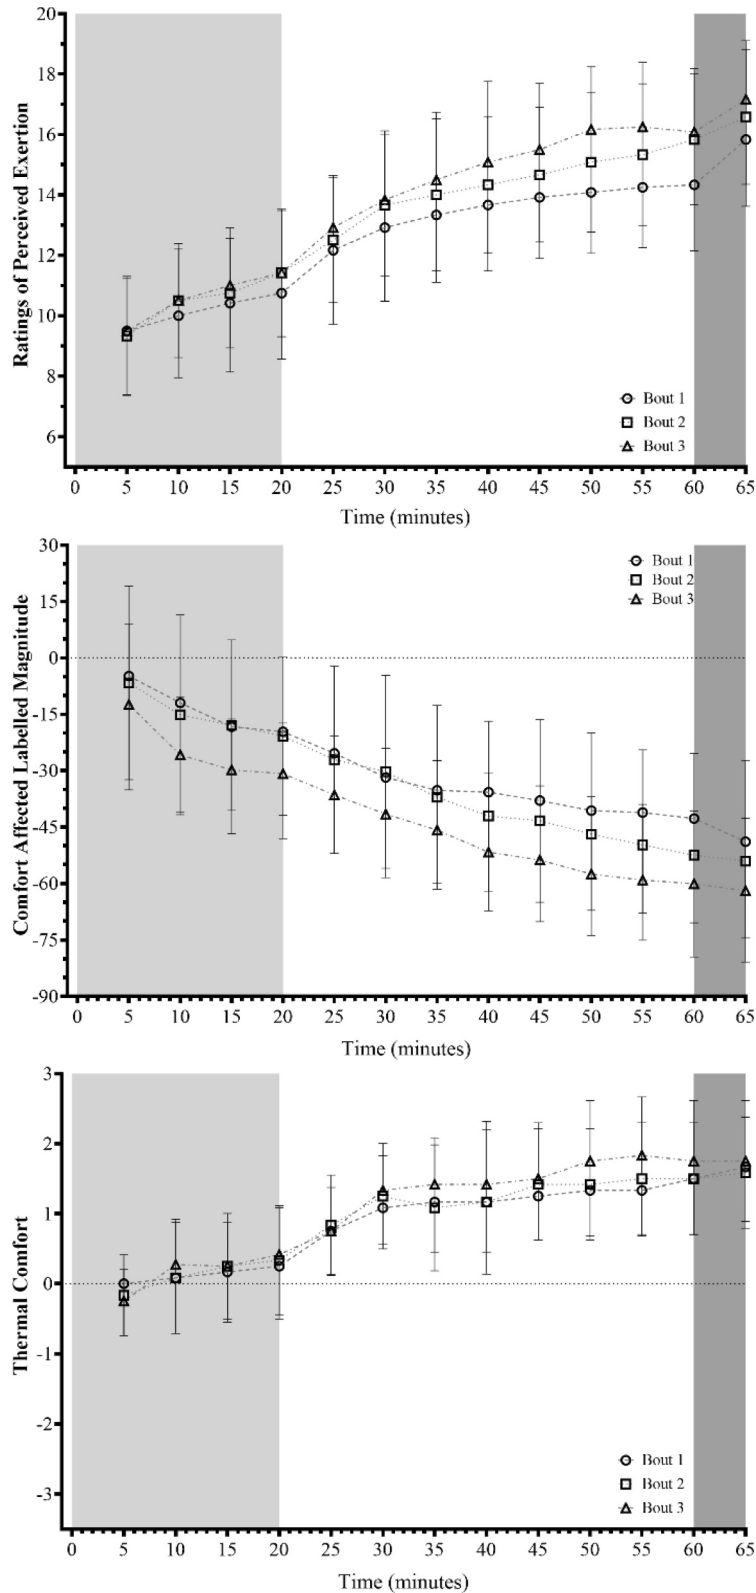 20
18
16
14
12
10
8
6
Ratings of Perceived Exertion
Bout 1
Bout 2
Bout 3
0 5 10 15 20 25 30 35 40 45 50 55 60 65
Time (minutes)
30
15
0
-15
-30
-45
-60
-75
-90
Comfort Affected Labelled Magnitude
Bout 1
Bout 2
Bout 3
0 5 10 15 20 25 30 35 40 45 50 55 60 65
Time (minutes)
3
2
1
0
-1
-2
-3
Thermal Comfort
Bout 1
Bout 2
Bout 3
0 5 10 15 20 25 30 35 40 45 50 55 60 65
Time (minutes)